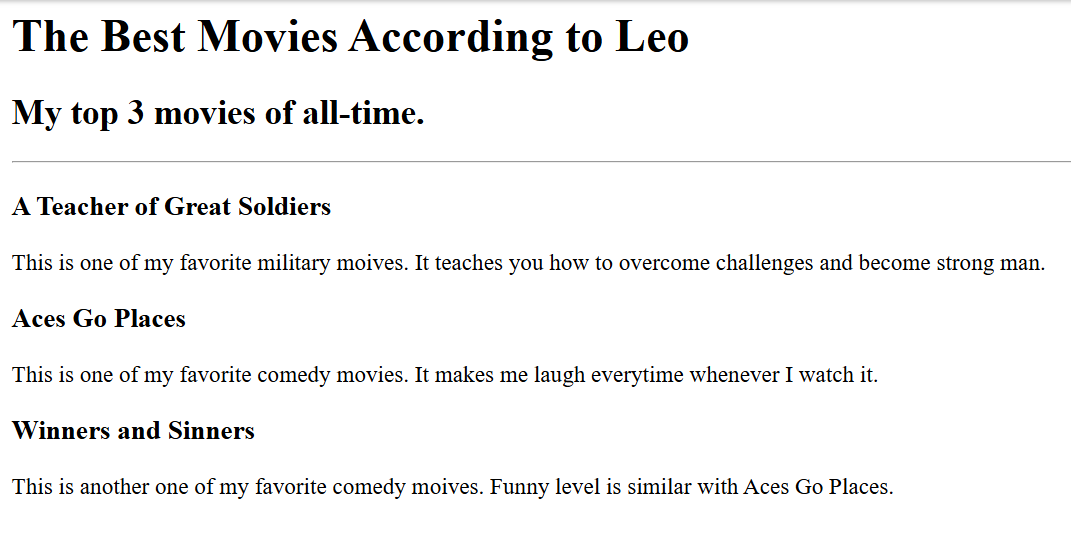 The Best Movies According to Leo
My top 3 movies of all-time.
A Teacher of Great Soldiers
This is one of my favorite military moives. It teaches you how to overcome challenges and become strong man.
Aces Go Places
This is one of my favorite comedy movies. It makes me laugh everytime whenever I watch it.
Winners and Sinners
This is another one of my favorite comedy moives. Funny level is similar with Aces Go Places.